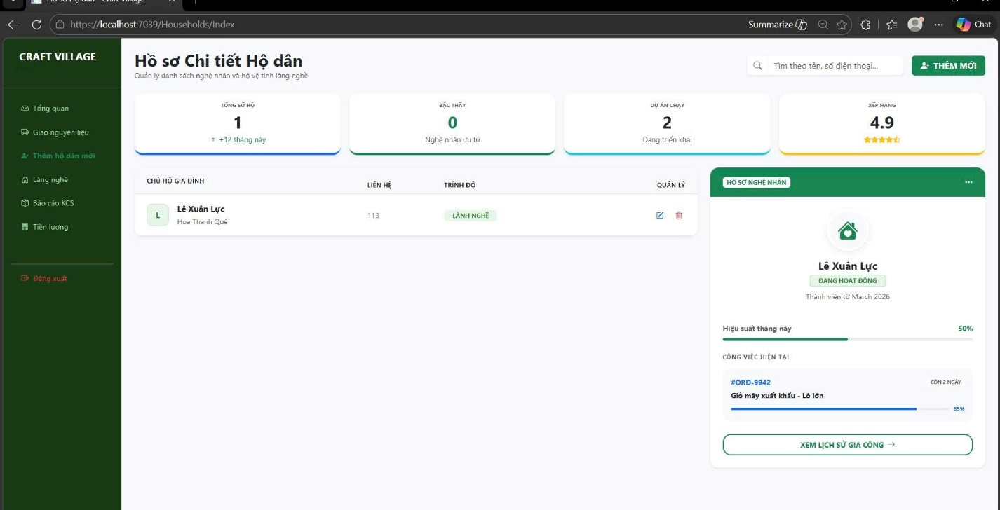 https://localhost:7039/Households/Index
Summarize
Chat
CRAFT VILLAGE
Tổng quan
Giao nguyên liệu
Thêm hộ dân mới
Làng nghề
Báo cáo KCS
Tiền lương
Đăng xuất
Hồ sơ Chi tiết Hộ dân
Quản lý danh sách nghệ nhân và hộ vệ tinh làng nghề
Tìm theo tên, số điện thoại...
THÊM MỚI
TỔNG SỐ HỘ
1
+12 tháng này
BẬC THẦY
0
Nghệ nhân ưu tú
DỰ ÁN CHẠY
2
Đang triển khai
XẾP HẠNG
4.9
CHỦ HỘ GIA ĐÌNH LIÊN HỆ TRÌNH ĐỘ QUẢN LÝ
L
Lê Xuân Lực
Hoa Thanh Quế
113
LÀNH NGHỀ
HỒ SƠ NGHỆ NHÂN
Lê Xuân Lực
ĐANG HOẠT ĐỘNG
Thành viên từ March 2026
Hiệu suất tháng này 50%
CÔNG VIỆC HIỆN TẠI
#ORD-9942 CÒN 2 NGÀY
Giỏ mây xuất khẩu - Lô lớn
85%
XEM LỊCH SỬ GIA CÔNG